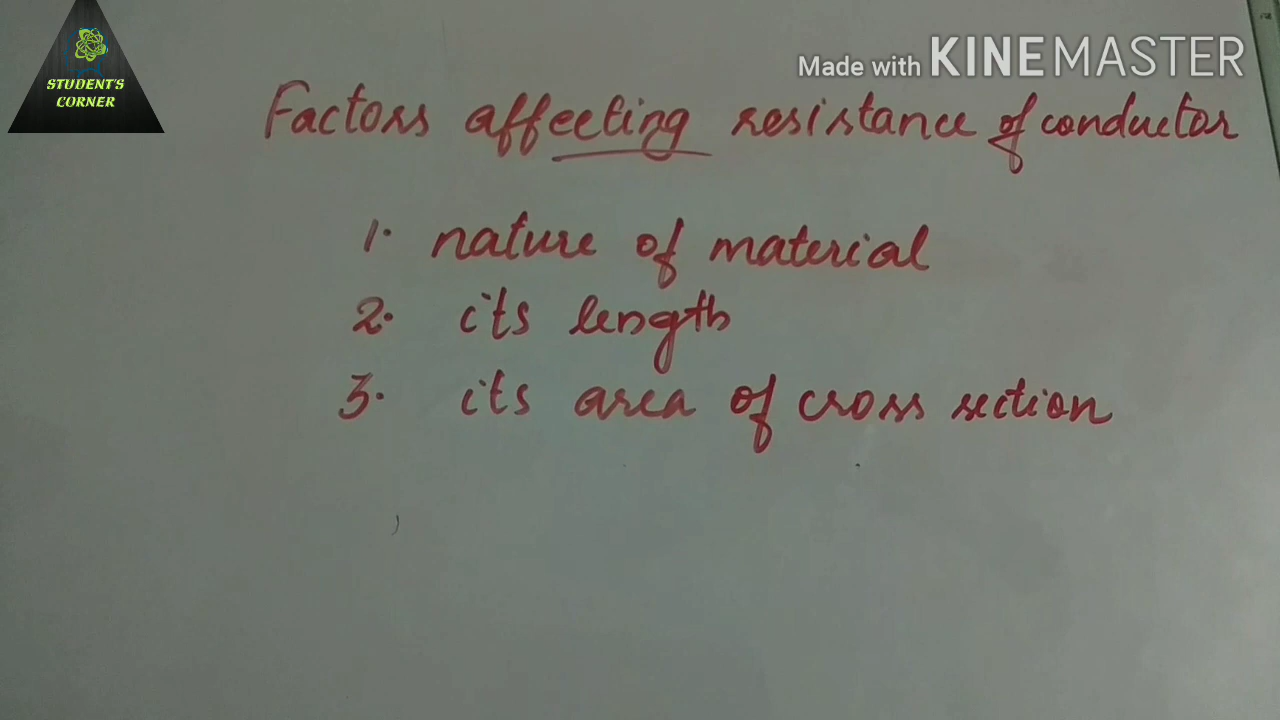 STUDENT'S
CORNER
Made with KINEMASTER
Factors affecting resistance of conductor
1. nature of material
2. its length
3. its area of cross section